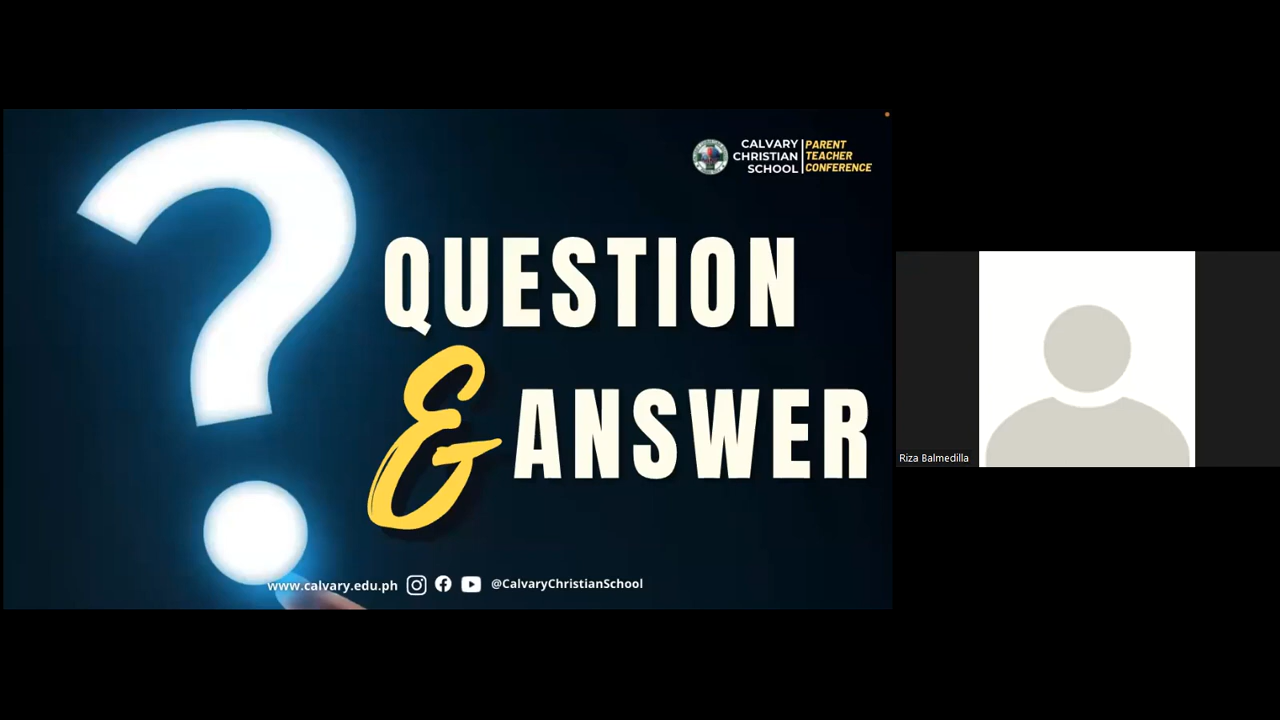 CALVARY
CHRISTIAN
SCHOOL
PARENT
TEACHER
CONFERENCE
QUESTION
& ANSWER
www.calvary.edu.ph @CalvaryChristianSchool
Riza Balmedilla